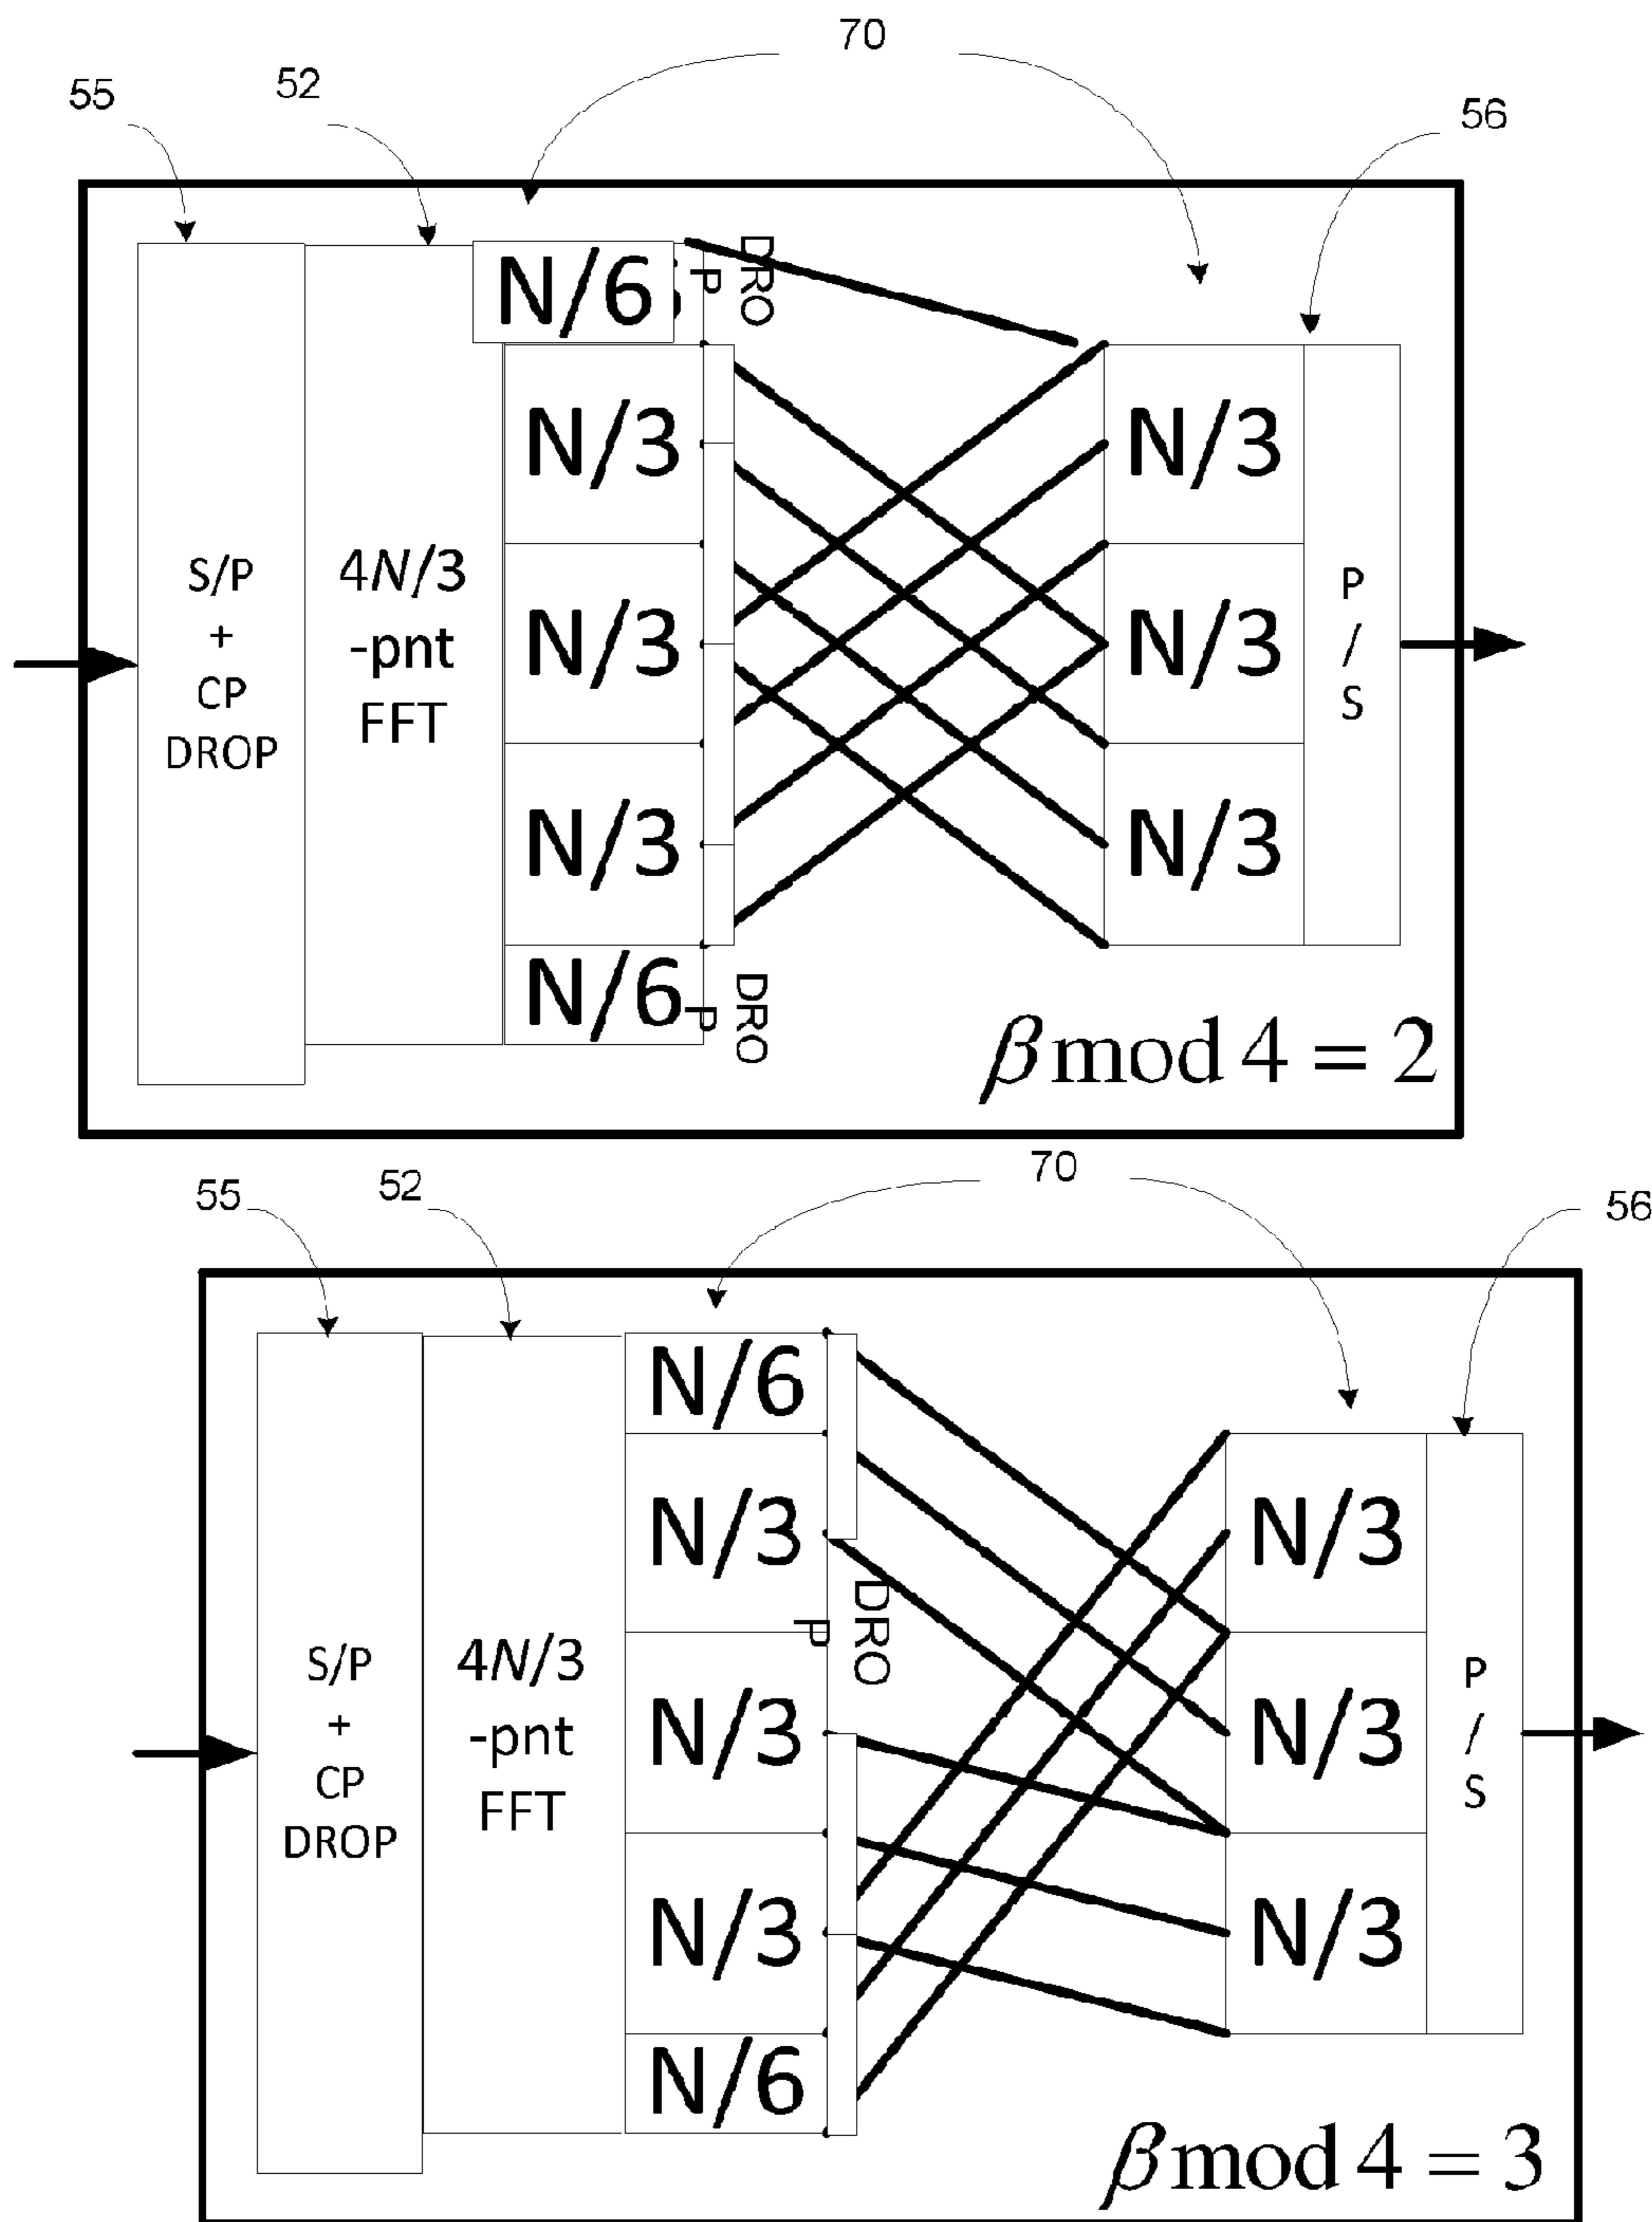 70
55
52
56
N/6
DRO
P
N/3
N/3
N/3
N/6
DRO
P
S/P
+
CP
DROP
4N/3
-pnt
FFT
N/3
N/3
N/3
P
/
S
β mod 4 = 2
70
55
52
56
N/6
N/3
N/3
N/3
N/6
DRO
P
S/P
+
CP
DROP
4N/3
-pnt
FFT
N/3
N/3
N/3
P
/
S
β mod 4 = 3